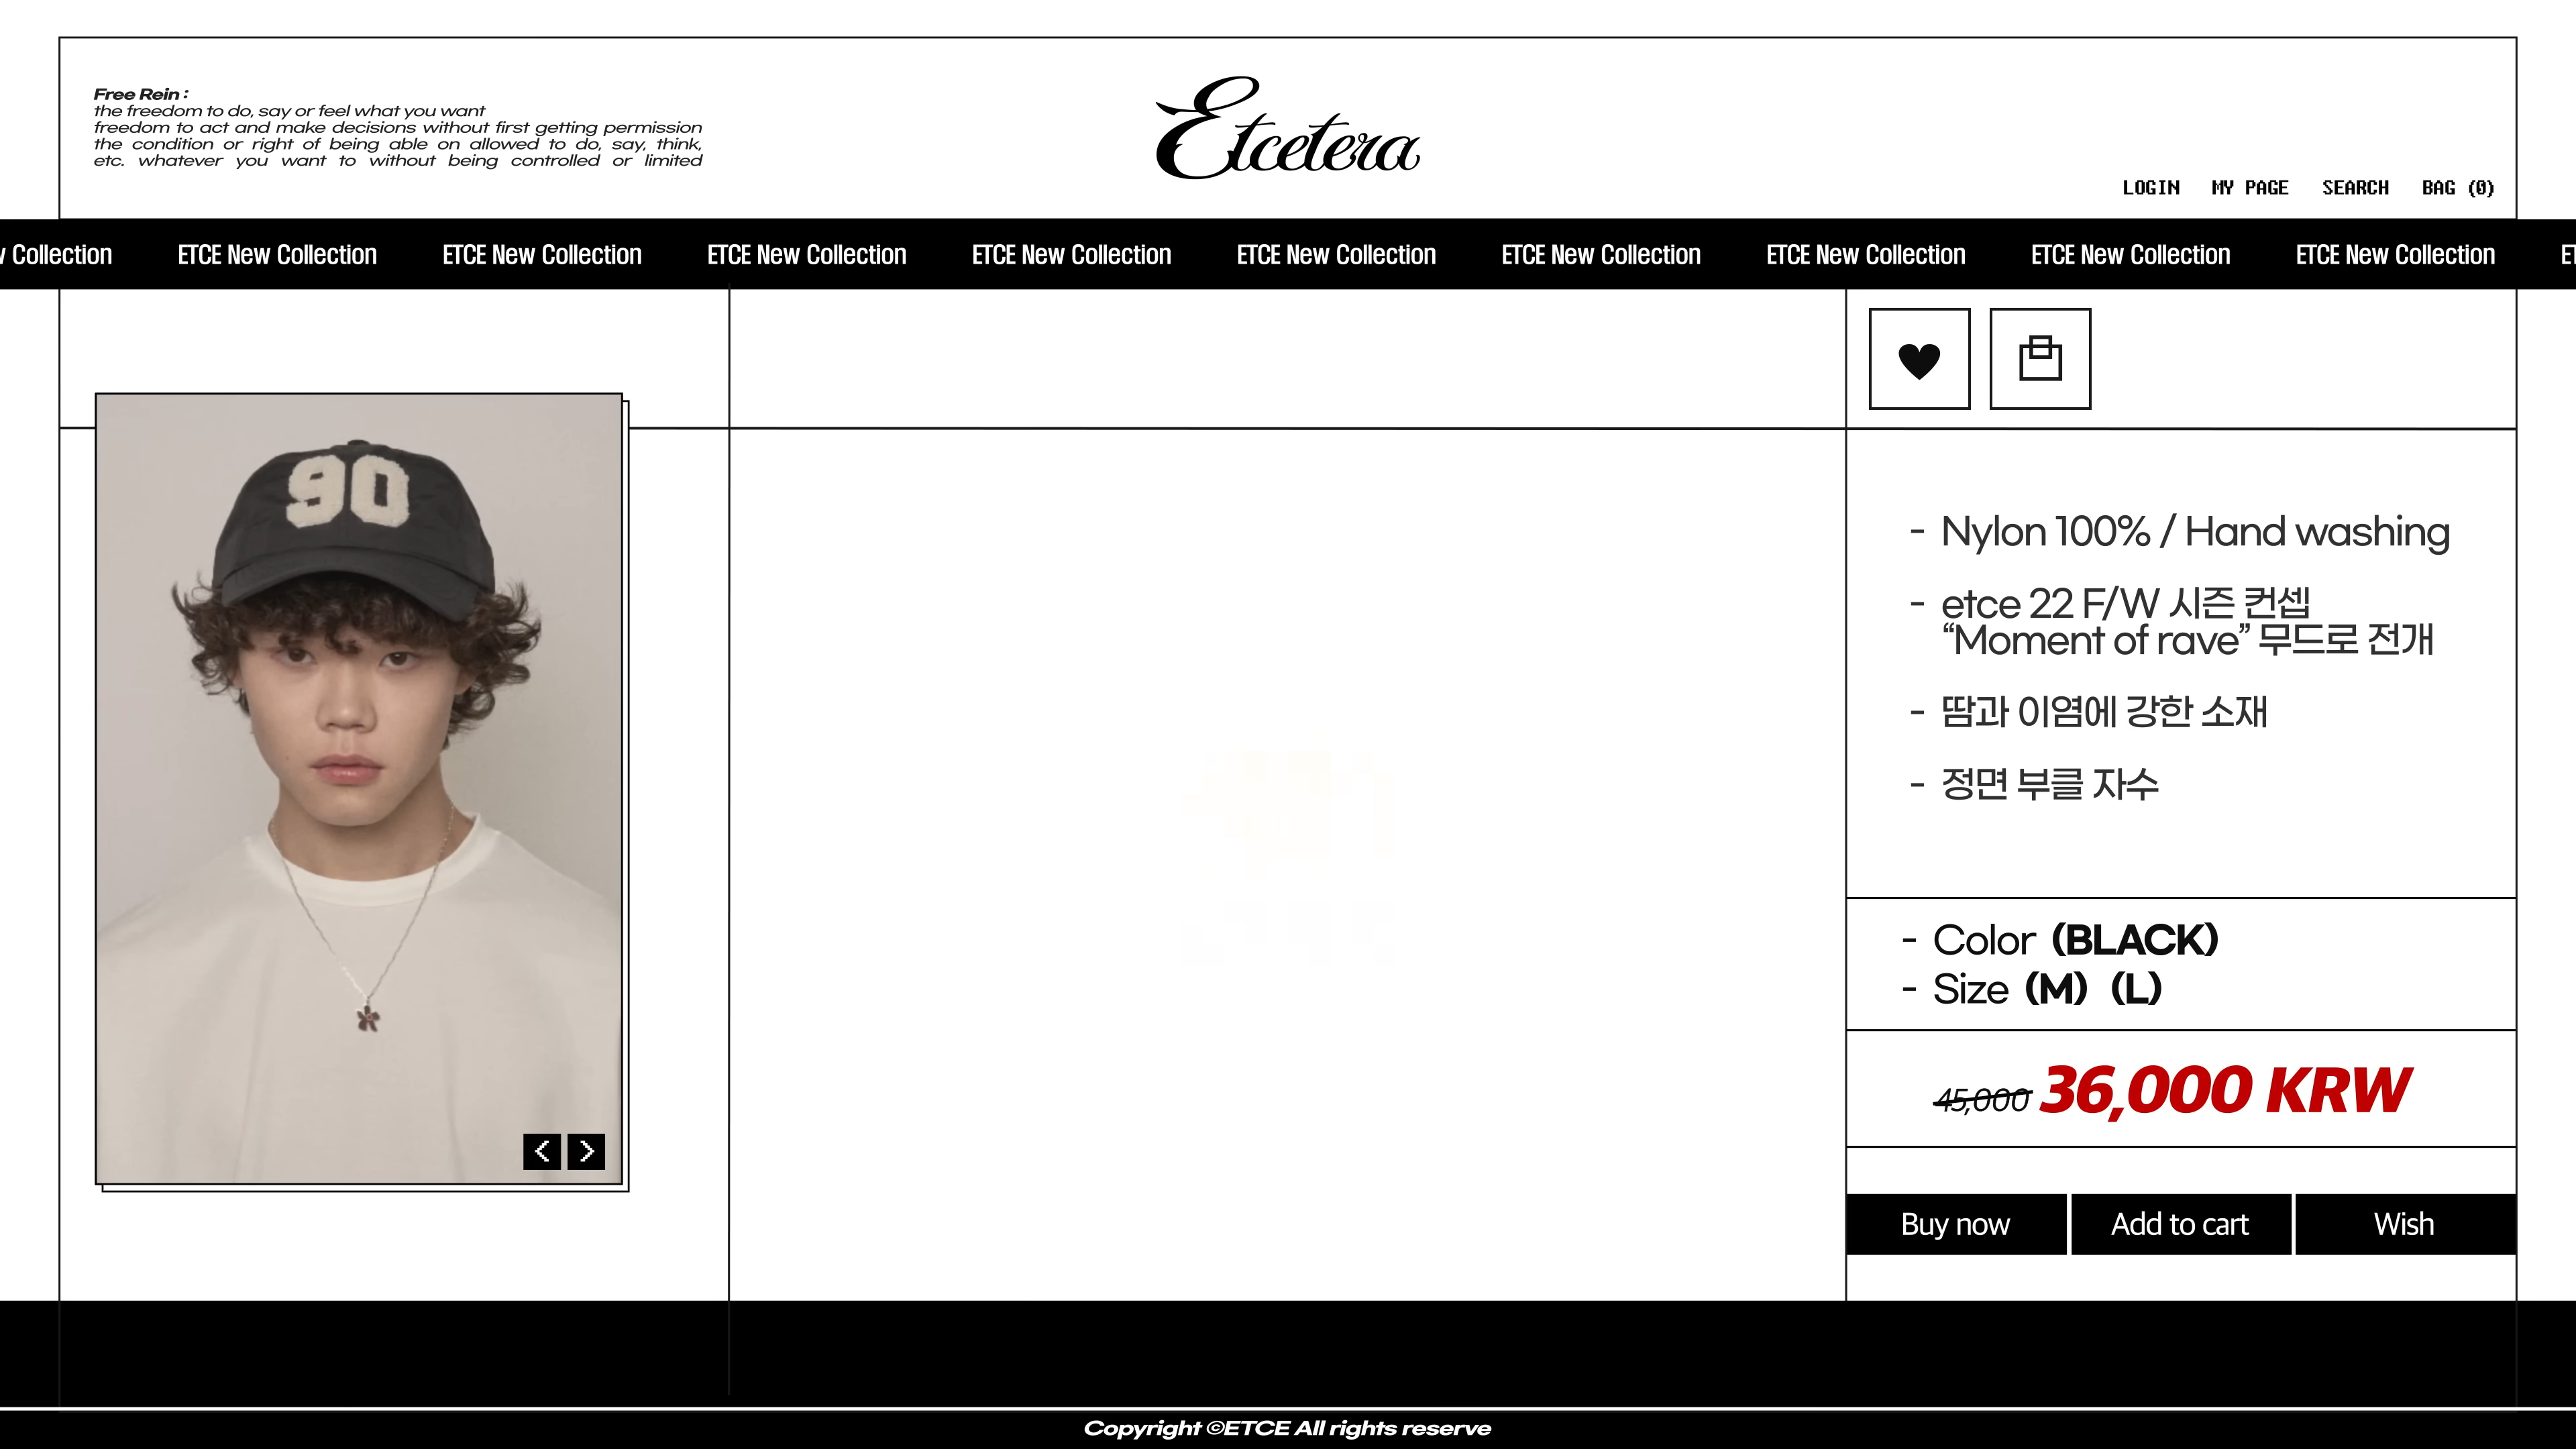 Free Rein :
the freedom to do, say or feel what you want
freedom to act and make decisions without first getting permission
the condition or right of being able on allowed to do, say, think,
etc. whatever you want to without being controlled or limited
Etcetera
LOGIN MY PAGE SEARCH BAG (0)
Collection ETCE New Collection ETCE New Collection ETCE New Collection ETCE New Collection ETCE New Collection ETCE New Collection ETCE New Collection ETCE New Collection ETCE New Collection
90
- Nylon 100% / Hand washing
- etce 22 F/W 시즌 컨셉
“Moment of rave” 무드로 전개
- 땀과 이염에 강한 소재
- 정면 부클 자수
- Color (BLACK)
- Size (M) (L)
45,000 36,000 KRW
Buy now Add to cart Wish
Copyright ©ETCE All rights reserve